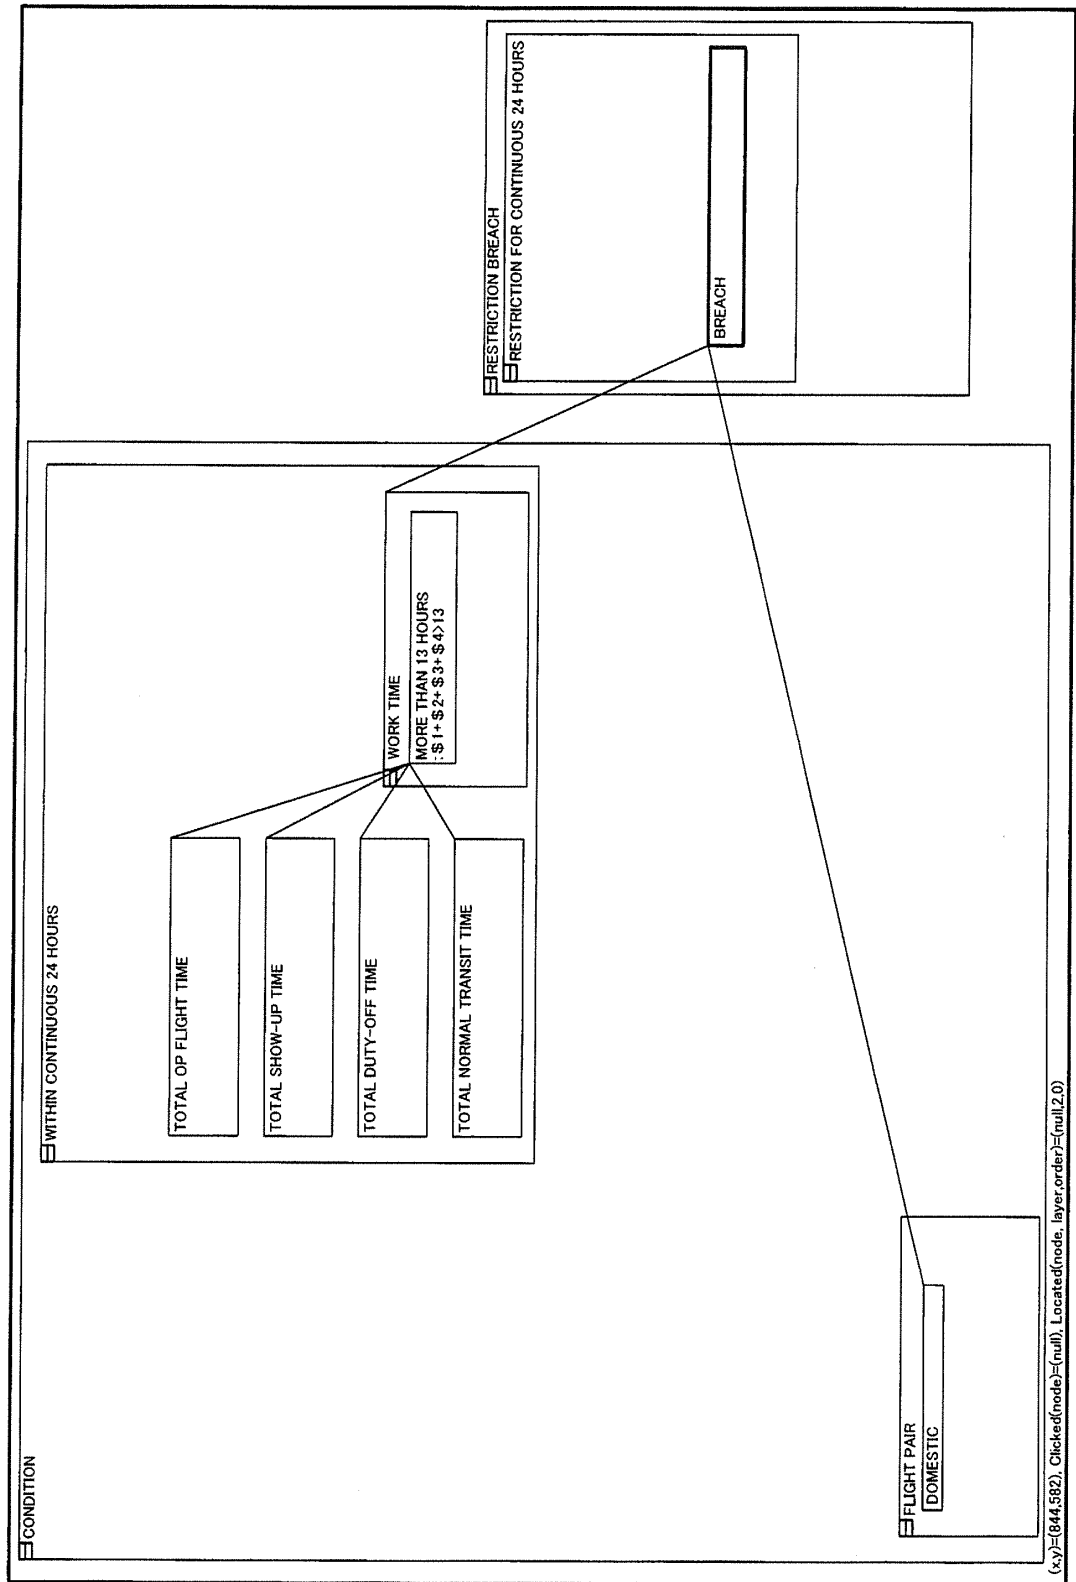 CONDITION
WITHIN CONTINUOUS 24 HOURS
TOTAL OP FLIGHT TIME
TOTAL SHOW-UP TIME
TOTAL DUTY-OFF TIME
TOTAL NORMAL TRANSIT TIME
WORK TIME
MORE THAN 13 HOURS
:$1+$2+$3+$4>13
FLIGHT PAIR
DOMESTIC
RESTRICTION BREACH
RESTRICTION FOR CONTINUOUS 24 HOURS
BREACH
(x,y)=(844,582), Clicked(node)=(null), Located(node, layer,order)=(null,2,0)